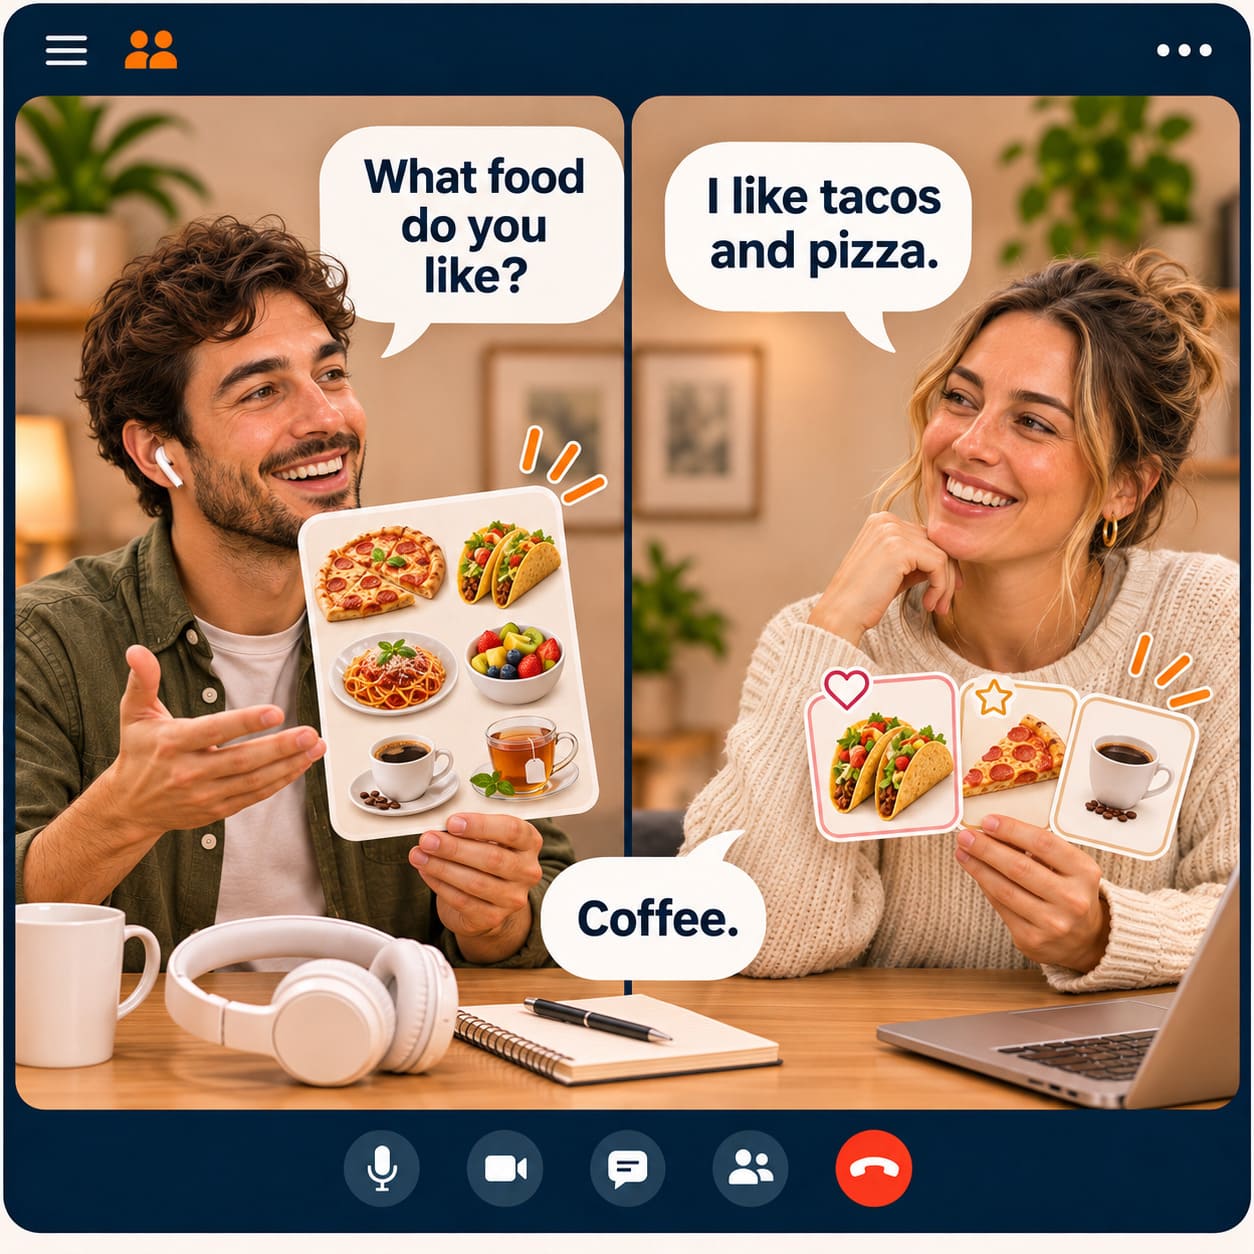 What food
do you
like?
I like tacos
and pizza.
Coffee.